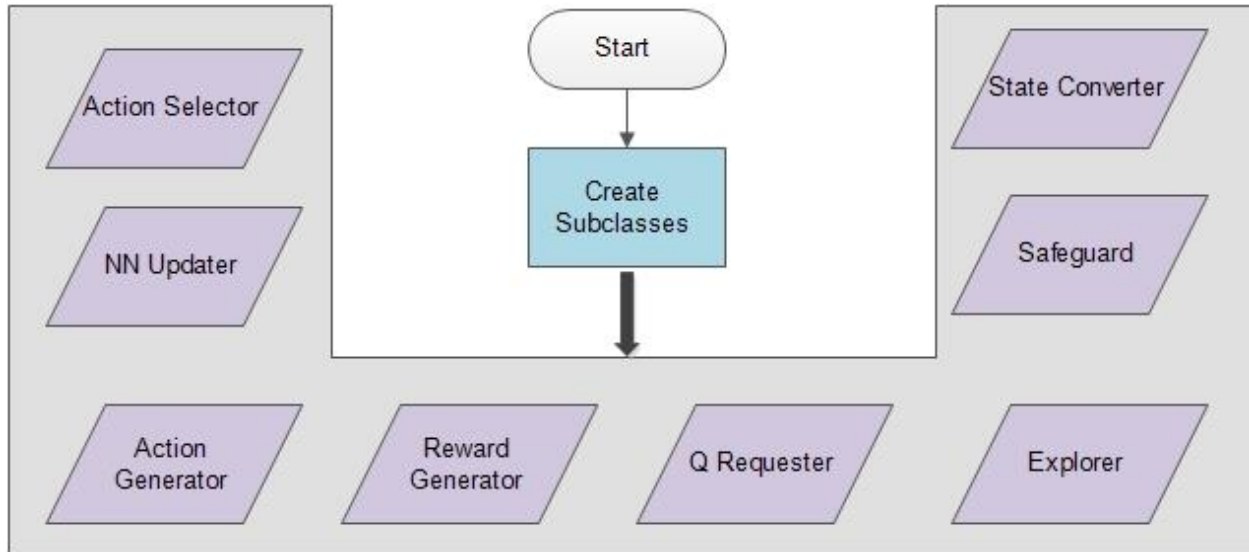 Start
Action Selector
State Converter
Create
Subclasses
NN Updater
Safeguard
Action
Generator
Reward
Generator
Q Requester
Explorer